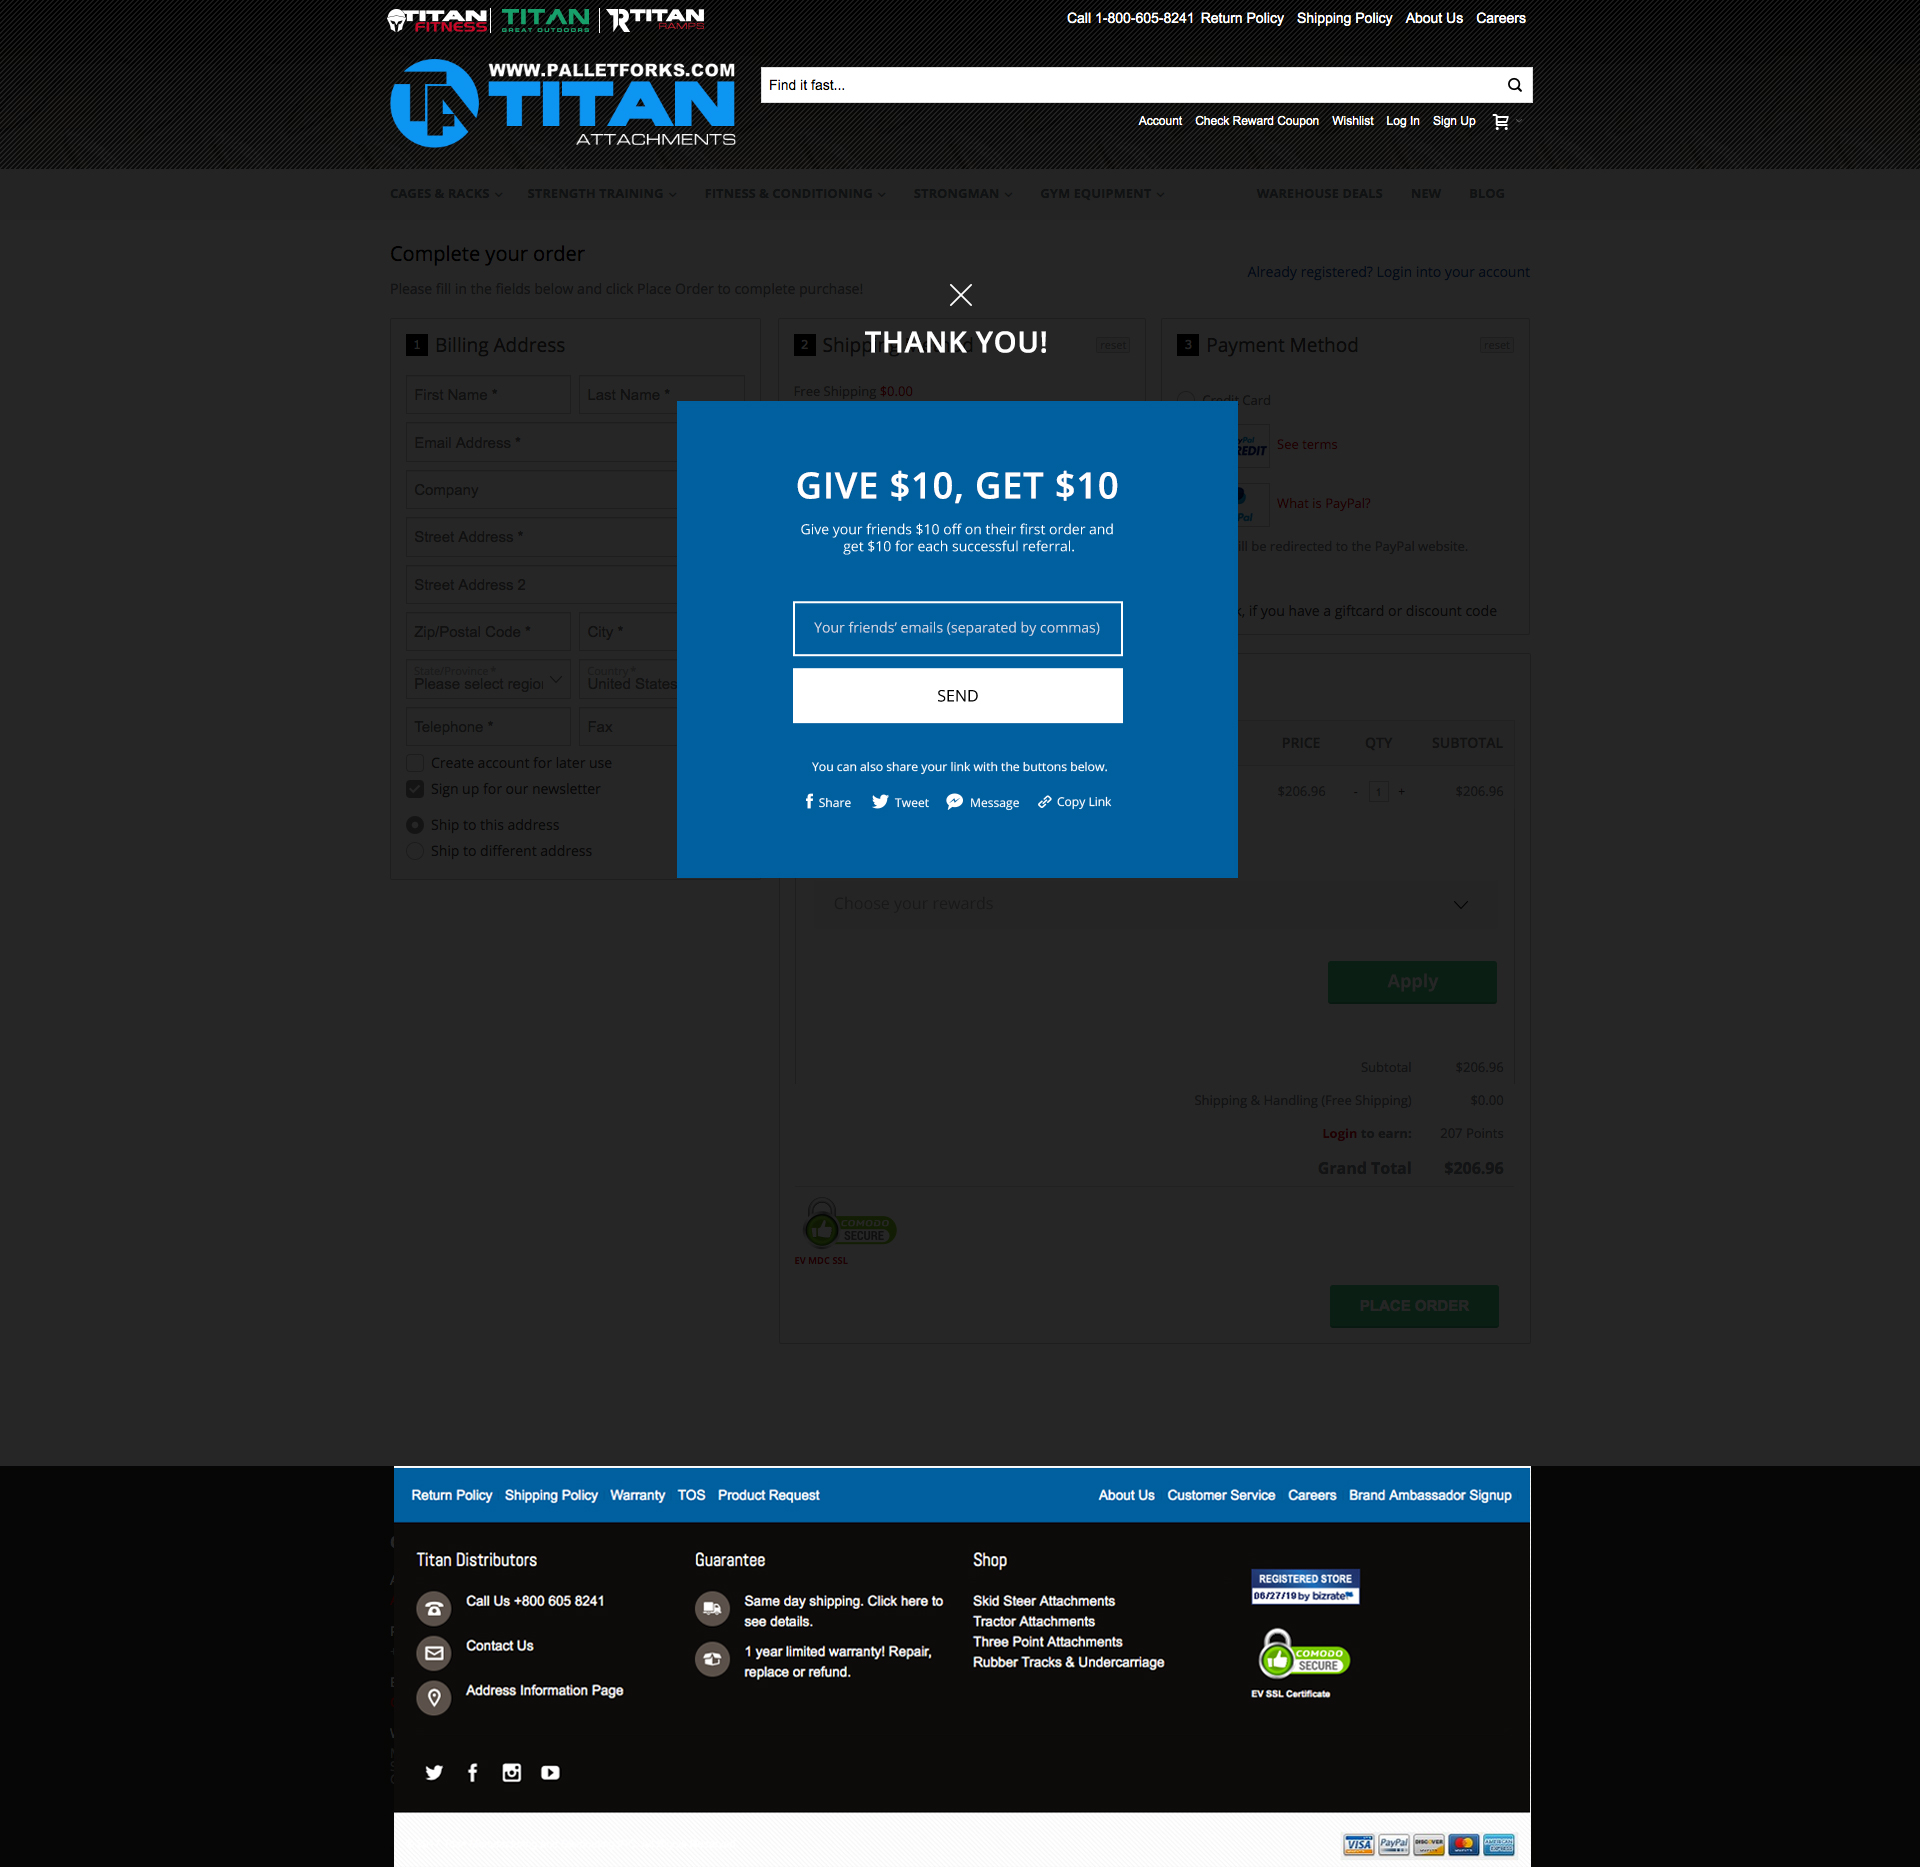 TITAN FITNESS
TITAN GREAT OUTDOORS
TITAN RAMPS
Call 1-800-605-8241 Return Policy Shipping Policy About Us Careers
WWW.PALLETFORKS.COM
TITAN
ATTACHMENTS
Find it fast...
Account Check Reward Coupon Wishlist Log In Sign Up
CAGES & RACKS STRENGTH TRAINING FITNESS & CONDITIONING STRONGMAN GYM EQUIPMENT WAREHOUSE DEALS NEW BLOG
Complete your order
Already registered? Login into your account
Please fill in the fields below and click Place Order to complete purchase!
THANK YOU!
1 Billing Address
2 Shipp
reset
3 Payment Method
reset
First Name *
Last Name *
Free Shipping $0.00
Credit Card
Email Address *
See terms
Company
What is PayPal?
Street Address *
ill be redirected to the PayPal website.
Street Address 2
, if you have a giftcard or discount code
Zip/Postal Code *
City *
State/Province *
Please select regio
Country *
United States
Telephone *
Fax
Create account for later use
Sign up for our newsletter
Ship to this address
Ship to different address
GIVE $10, GET $10
Give your friends $10 off on their first order and
get $10 for each successful referral.
Your friends' emails (separated by commas)
SEND
You can also share your link with the buttons below.
Share Tweet Message Copy Link
PRICE QTY SUBTOTAL
$206.96 - 1 + $206.96
Choose your rewards
Apply
Subtotal $206.96
Shipping & Handling (Free Shipping) $0.00
Login to earn: 207 Points
Grand Total $206.96
COMODO
SECURE
EV MDC SSL
PLACE ORDER
Return Policy Shipping Policy Warranty TOS Product Request
About Us Customer Service Careers Brand Ambassador Signup
Titan Distributors
Call Us +800 605 8241
Contact Us
Address Information Page
Guarantee
Same day shipping. Click here to
see details.
1 year limited warranty! Repair,
replace or refund.
Shop
Skid Steer Attachments
Tractor Attachments
Three Point Attachments
Rubber Tracks & Undercarriage
REGISTERED STORE
06/27/19 by bizrate
COMODO
SECURE
EV SSL Certificate
VISA PayPal DISCOVER MasterCard AMERICAN EXPRESS